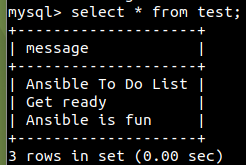 mysql> select * from test;
+---------------------+
| message             |
+---------------------+
| Ansible To Do List |
| Get ready           |
| Ansible is fun      |
+---------------------+
3 rows in set (0.00 sec)